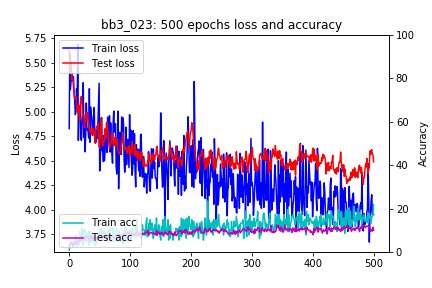 bb3_023: 500 epochs loss and accuracy
Train loss
Test loss
Train acc
Test acc
Loss
5.75
5.50
5.25
5.00
4.75
4.50
4.25
4.00
3.75
0 100 200 300 400 500
100
80
60
40
20
0
Accuracy